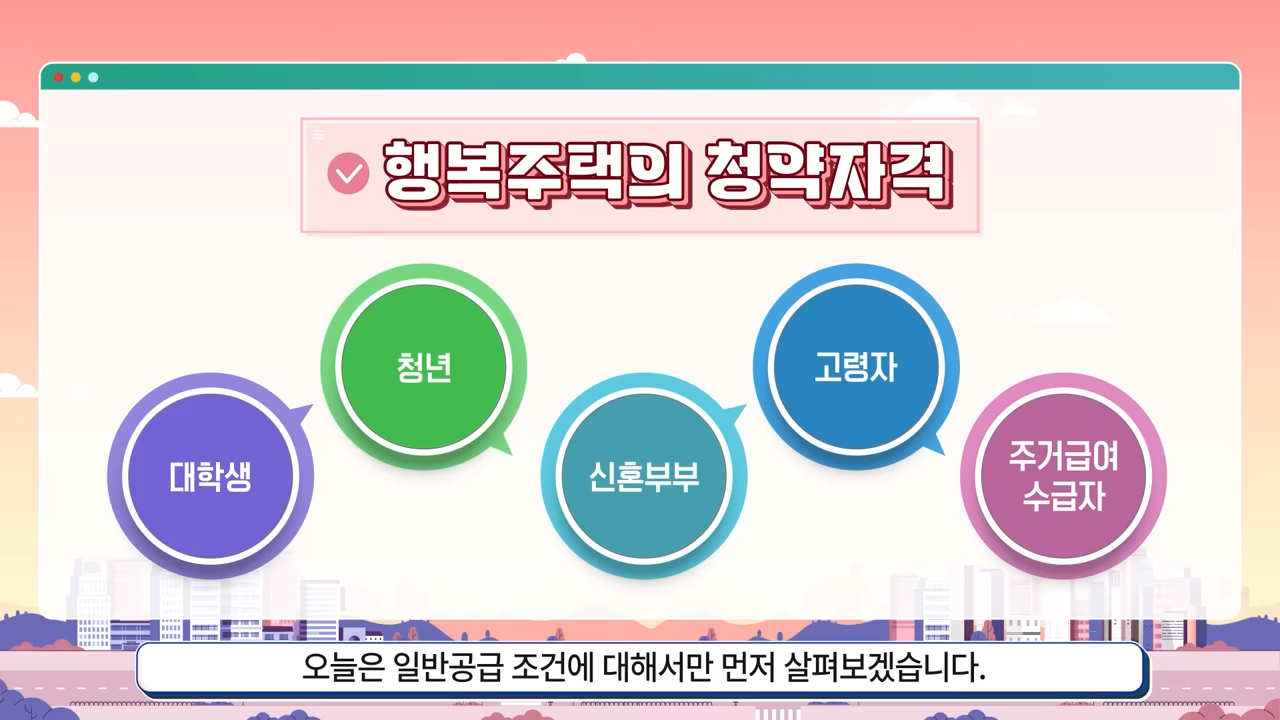 행복주택의 청약자격
대학생
청년
신혼부부
고령자
주거급여
수급자
오늘은 일반공급 조건에 대해서만 먼저 살펴보겠습니다.